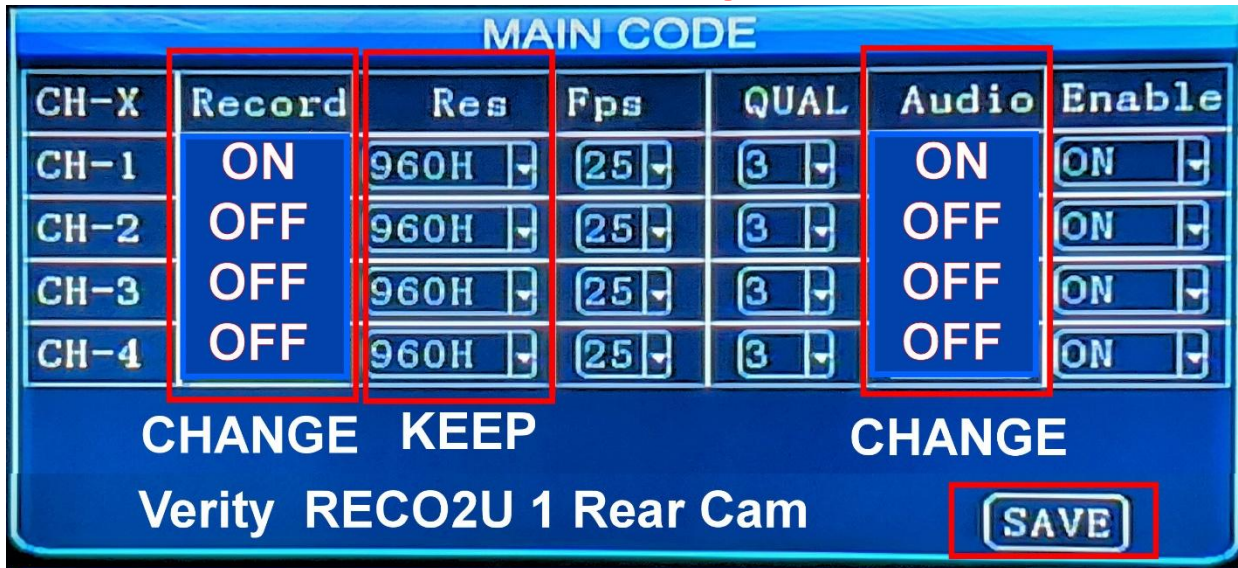 MAIN CODE
CH-X Record Res Fps QUAL Audio Enable
CH-1 ON 960H 25 3 ON ON
CH-2 OFF 960H 25 3 OFF ON
CH-3 OFF 960H 25 3 OFF ON
CH-4 OFF 960H 25 3 OFF ON
CHANGE KEEP CHANGE
Verity RECO2U 1 Rear Cam SAVE